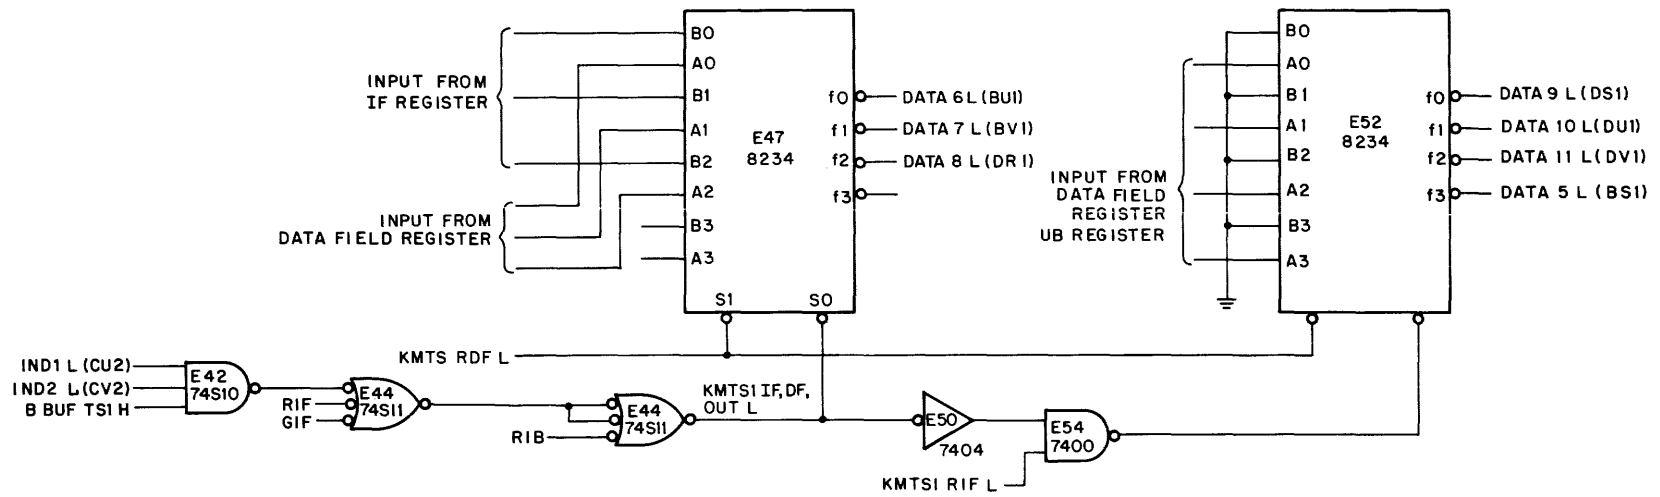 INPUT FROM
IF REGISTER
INPUT FROM
DATA FIELD REGISTER
B0
A0
B1
A1
B2
A2
B3
A3
E47
8234
f0
f1
f2
f3
S1
S0
DATA 6 L (BU1)
DATA 7 L (BV1)
DATA 8 L (DR1)
INPUT FROM
DATA FIELD
REGISTER
UB REGISTER
B0
A0
B1
A1
B2
A2
B3
A3
E52
8234
f0
f1
f2
f3
DATA 9 L (DS1)
DATA 10 L (DU1)
DATA 11 L (DV1)
DATA 5 L (BS1)
KMTS RDF L
IND1 L (CU2)
IND2 L (CV2)
B BUF TS1 H
E42
74S10
RIF
GIF
E44
74S11
RIB
E44
74S11
KMTS1 IF, DF,
OUT L
E50
7404
KMTS1 RIF L
E54
7400